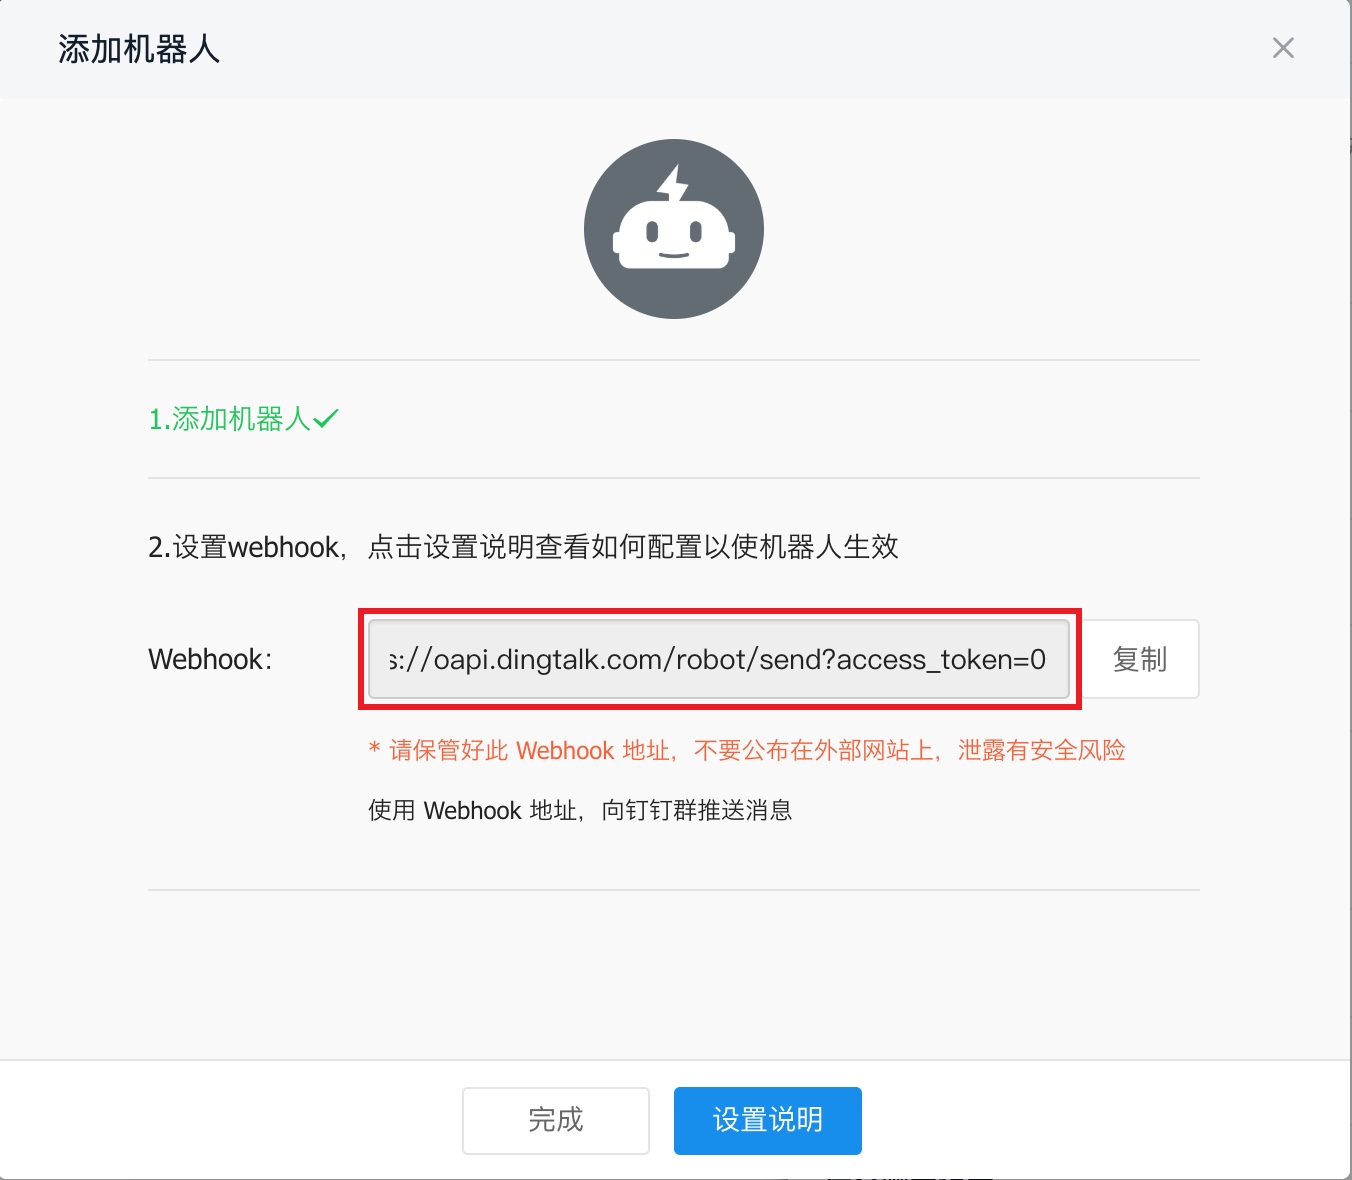 添加机器人
1.添加机器人
2.设置webhook，点击设置说明查看如何配置以使机器人生效
Webhook： s://oapi.dingtalk.com/robot/send?access_token=0 复制
* 请保管好此 Webhook 地址，不要公布在外部网站上，泄露有安全风险
使用 Webhook 地址，向钉钉群推送消息
完成 设置说明